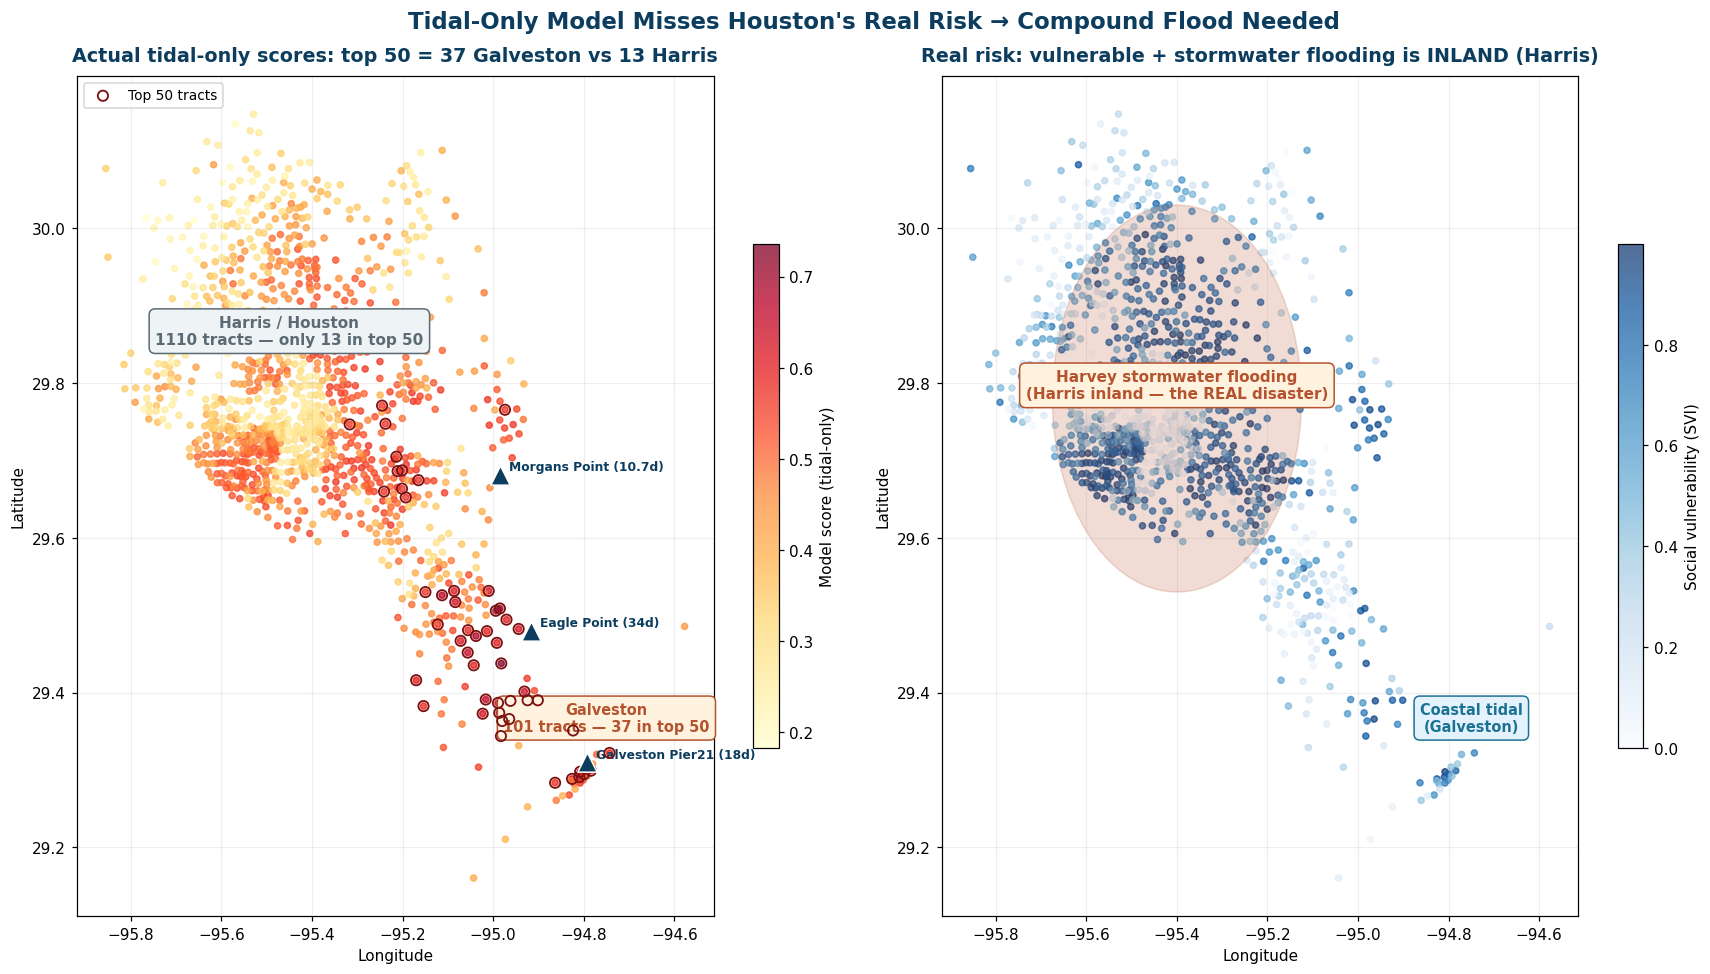 Tidal-Only Model Misses Houston's Real Risk → Compound Flood Needed
Actual tidal-only scores: top 50 = 37 Galveston vs 13 Harris
Top 50 tracts
Harris / Houston
1110 tracts — only 13 in top 50
Morgans Point (10.7d)
Eagle Point (34d)
Galveston
101 tracts — 37 in top 50
Galveston Pier21 (18d)
30.0
29.8
29.6
29.4
29.2
Latitude
−95.8
−95.6
−95.4
−95.2
−95.0
−94.8
−94.6
Longitude
0.7
0.6
0.5
0.4
0.3
0.2
Model score (tidal-only)
Real risk: vulnerable + stormwater flooding is INLAND (Harris)
Harvey stormwater flooding
(Harris inland — the REAL disaster)
Coastal tidal
(Galveston)
30.0
29.8
29.6
29.4
29.2
Latitude
−95.8
−95.6
−95.4
−95.2
−95.0
−94.8
−94.6
Longitude
0.8
0.6
0.4
0.2
0.0
Social vulnerability (SVI)